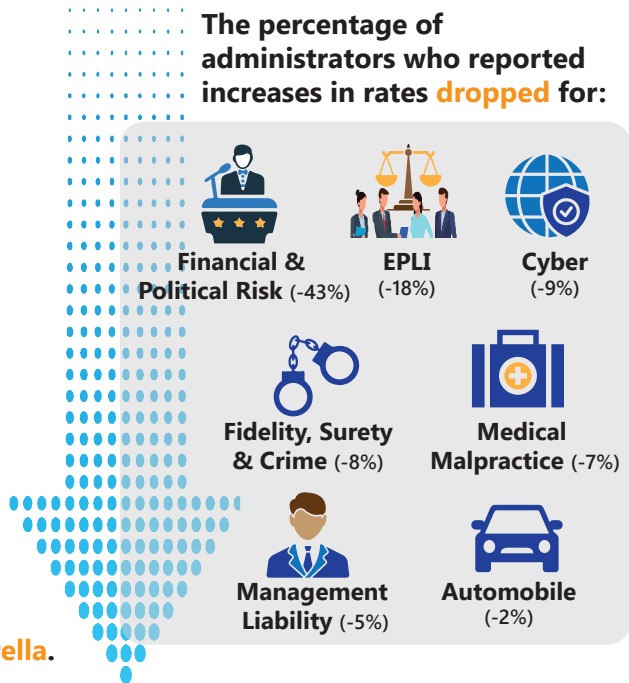 The percentage of
administrators who reported
increases in rates dropped for:
Financial &
Political Risk (-43%)
EPLI
(-18%)
Cyber
(-9%)
Fidelity, Surety
& Crime (-8%)
Medical
Malpractice (-7%)
Management
Liability (-5%)
Automobile
(-2%)
ella.